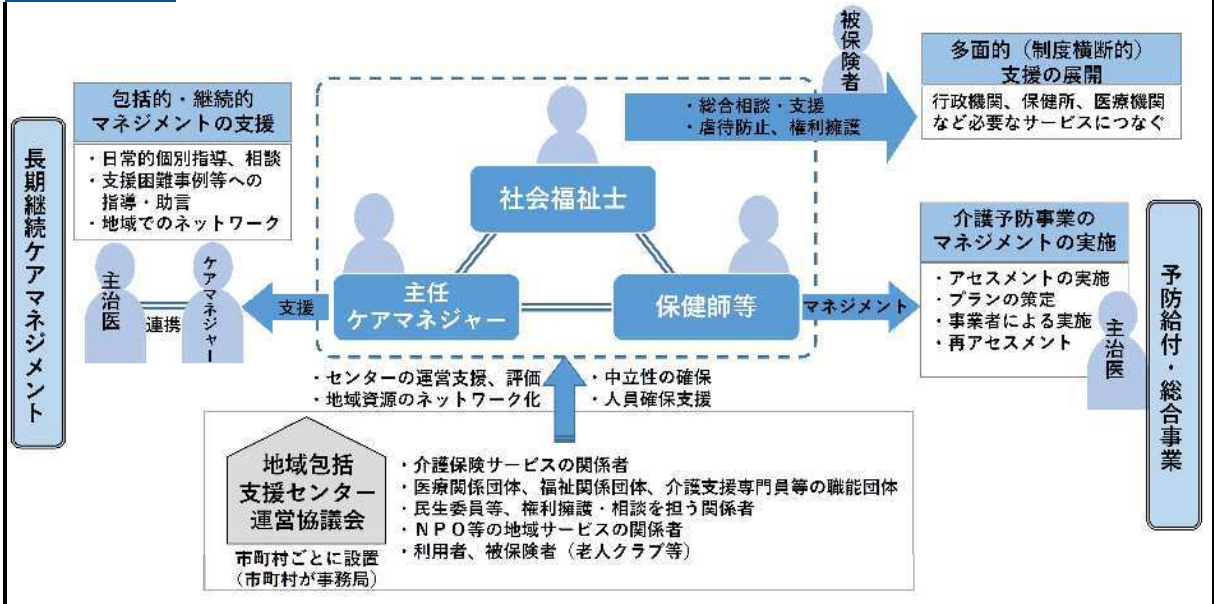 被保険者
多面的（制度横断的）
支援の展開
行政機関、保健所、医療機関
など必要なサービスにつなぐ
・総合相談・支援
・虐待防止、権利擁護
包括的・継続的
マネジメントの支援
・日常的個別指導、相談
・支援困難事例等への
指導・助言
・地域でのネットワーク
長期継続ケアマネジメント
社会福祉士
主任
ケアマネジャー
保健師等
主治医
連携
ケアマネジャー
支援
マネジメント
介護予防事業の
マネジメントの実施
・アセスメントの実施
・プランの策定
・事業者による実施
・再アセスメント
主治医
予防給付・総合事業
・センターの運営支援、評価
・地域資源のネットワーク化
・中立性の確保
・人員確保支援
地域包括
支援センター
運営協議会
市町村ごとに設置
（市町村が事務局）
・介護保険サービスの関係者
・医療関係団体、福祉関係団体、介護支援専門員等の職能団体
・民生委員等、権利擁護・相談を担う関係者
・ＮＰＯ等の地域サービスの関係者
・利用者、被保険者（老人クラブ等）